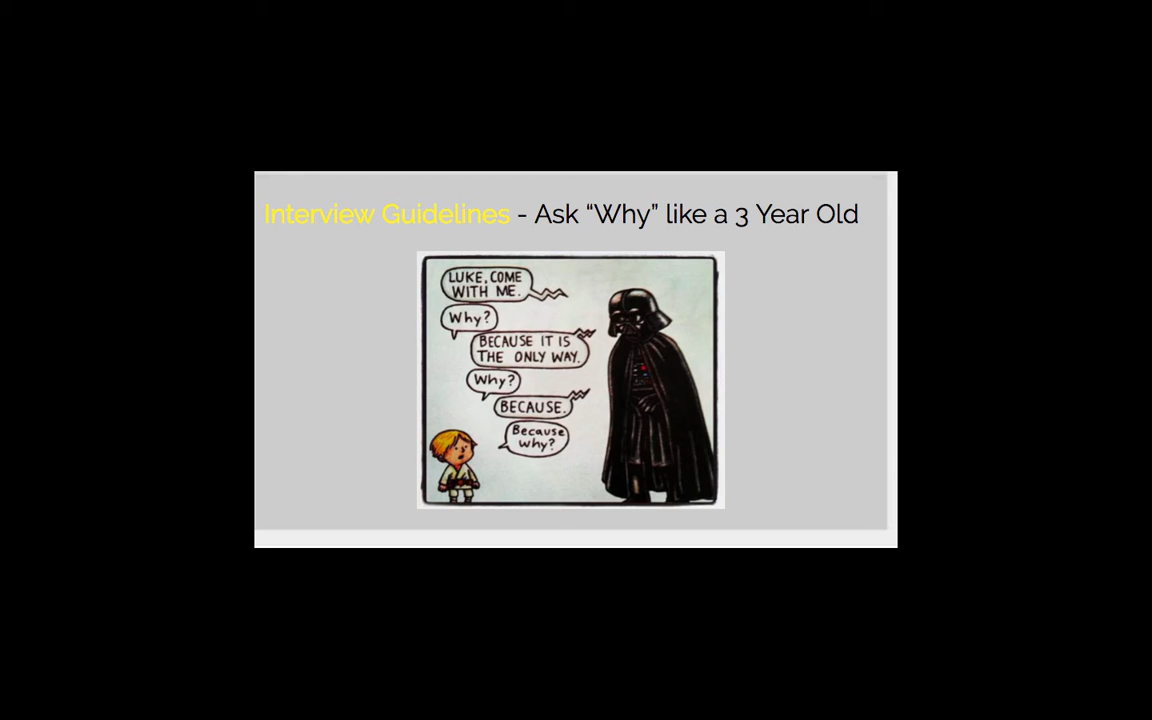 Interview Guidelines - Ask “Why” like a 3 Year Old
LUKE, COME
WITH ME.
Why?
BECAUSE IT IS
THE ONLY WAY.
Why?
BECAUSE.
Because
why?